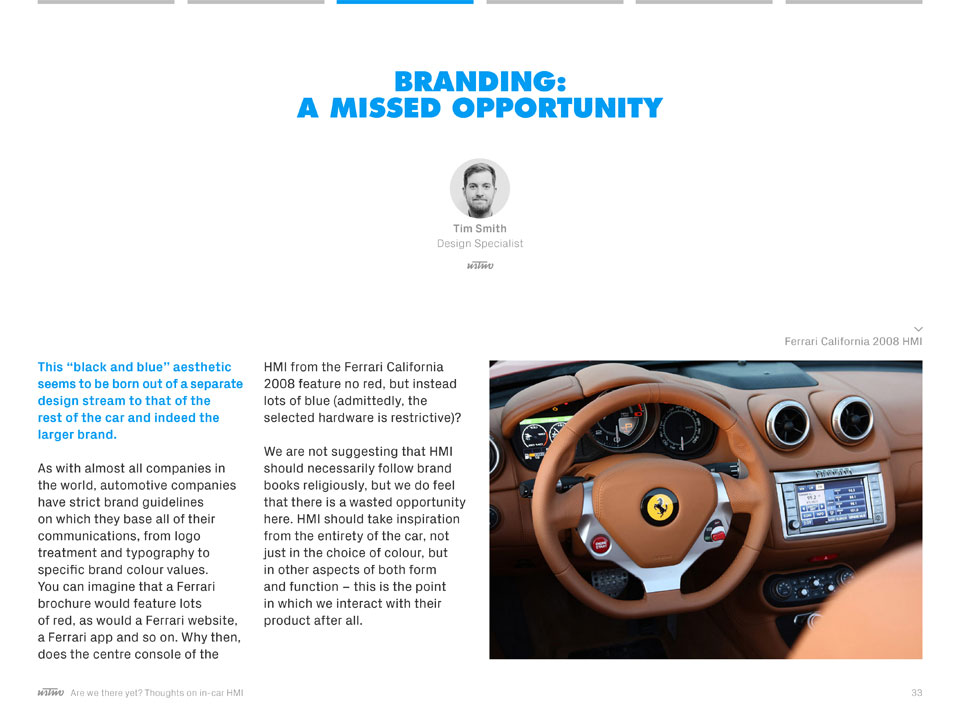 BRANDING:
A MISSED OPPORTUNITY
Tim Smith
Design Specialist
ustwo
Ferrari California 2008 HMI
This “black and blue” aesthetic
seems to be born out of a separate
design stream to that of the
rest of the car and indeed the
larger brand.
As with almost all companies in
the world, automotive companies
have strict brand guidelines
on which they base all of their
communications, from logo
treatment and typography to
specific brand colour values.
You can imagine that a Ferrari
brochure would feature lots
of red, as would a Ferrari website,
a Ferrari app and so on. Why then,
does the centre console of the
HMI from the Ferrari California
2008 feature no red, but instead
lots of blue (admittedly, the
selected hardware is restrictive)?
We are not suggesting that HMI
should necessarily follow brand
books religiously, but we do feel
that there is a wasted opportunity
here. HMI should take inspiration
from the entirety of the car, not
just in the choice of colour, but
in other aspects of both form
and function – this is the point
in which we interact with their
product after all.
ustwo Are we there yet? Thoughts on in-car HMI
33